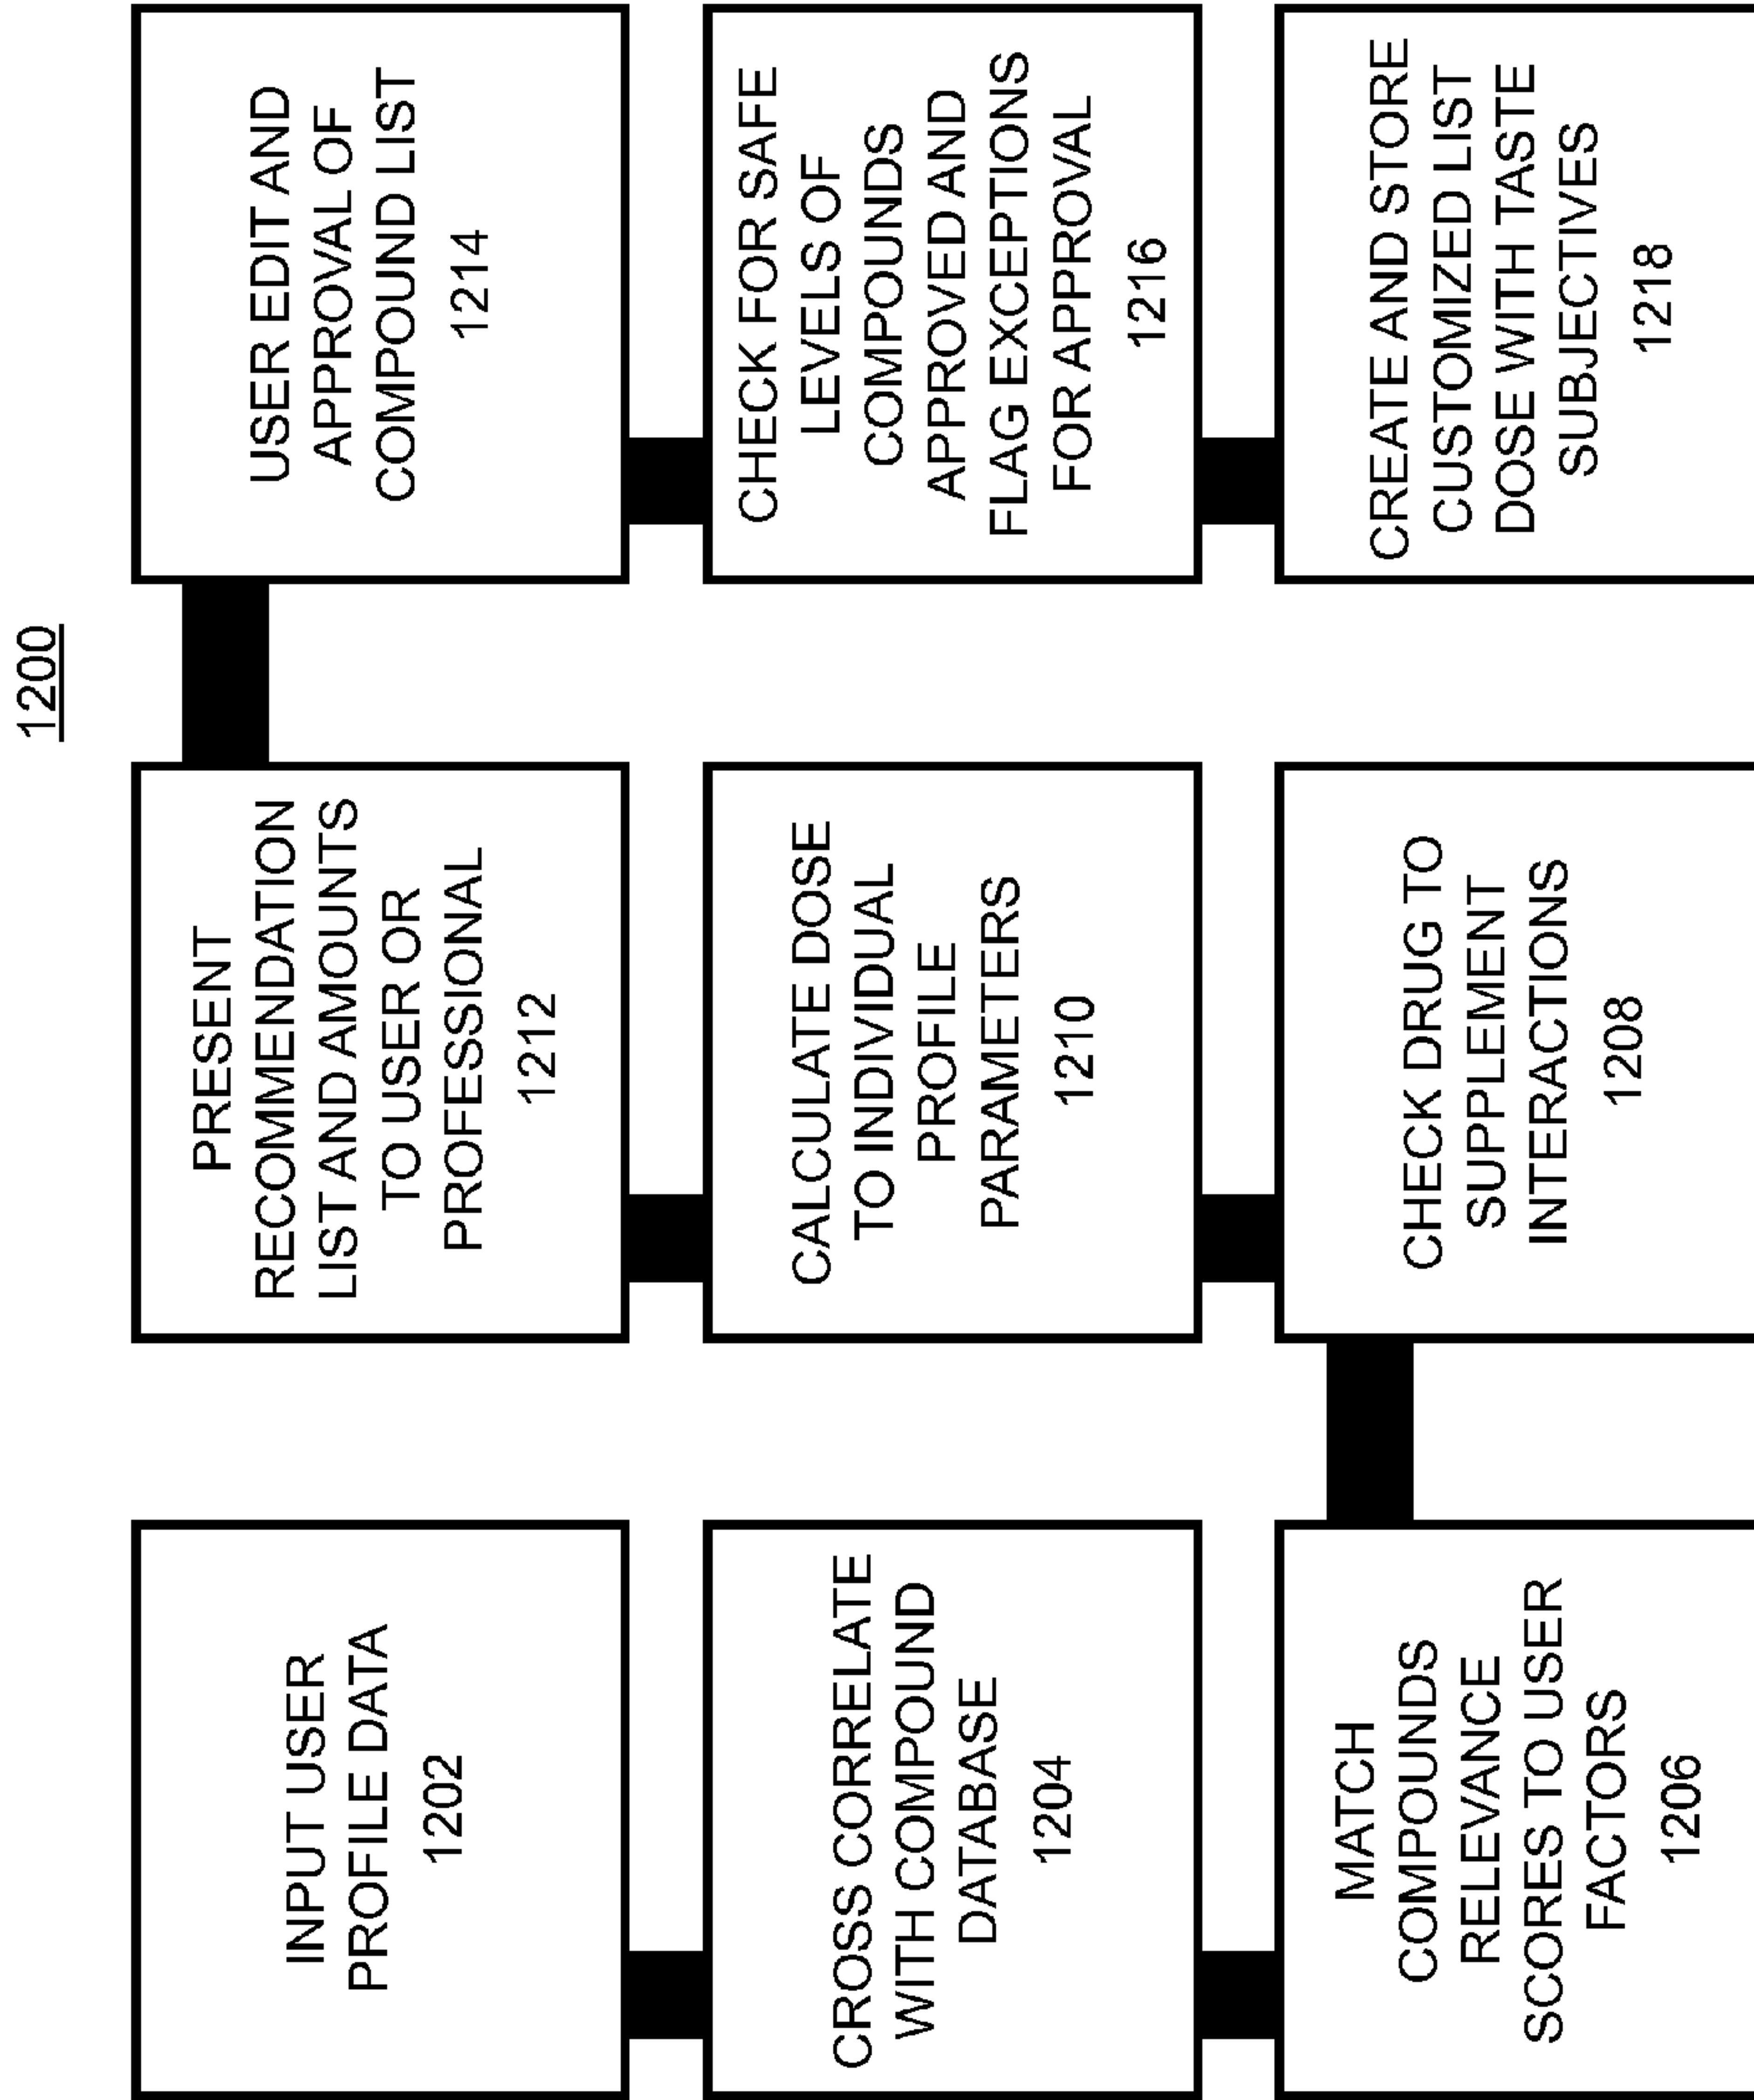 1200
INPUT USER
PROFILE DATA
1202
CROSS CORRELATE
WITH COMPOUND
DATABASE
1204
MATCH
COMPOUNDS
RELEVANCE
SCORES TO USER
FACTORS
1206
CHECK DRUG TO
SUPPLEMENT
INTERACTIONS
1208
CALCULATE DOSE
TO INDIVIDUAL
PROFILE
PARAMETERS
1210
PRESENT
RECOMMENDATION
LIST AND AMOUNTS
TO USER OR
PROFESSIONAL
1212
USER EDIT AND
APPROVAL OF
COMPOUND LIST
1214
CHECK FOR SAFE
LEVELS OF
COMPOUNDS
APPROVED AND
FLAG EXCEPTIONS
FOR APPROVAL
1216
CREATE AND STORE
CUSTOMIZED LIST
DOSE WITH TASTE
SUBJECTIVES
1218